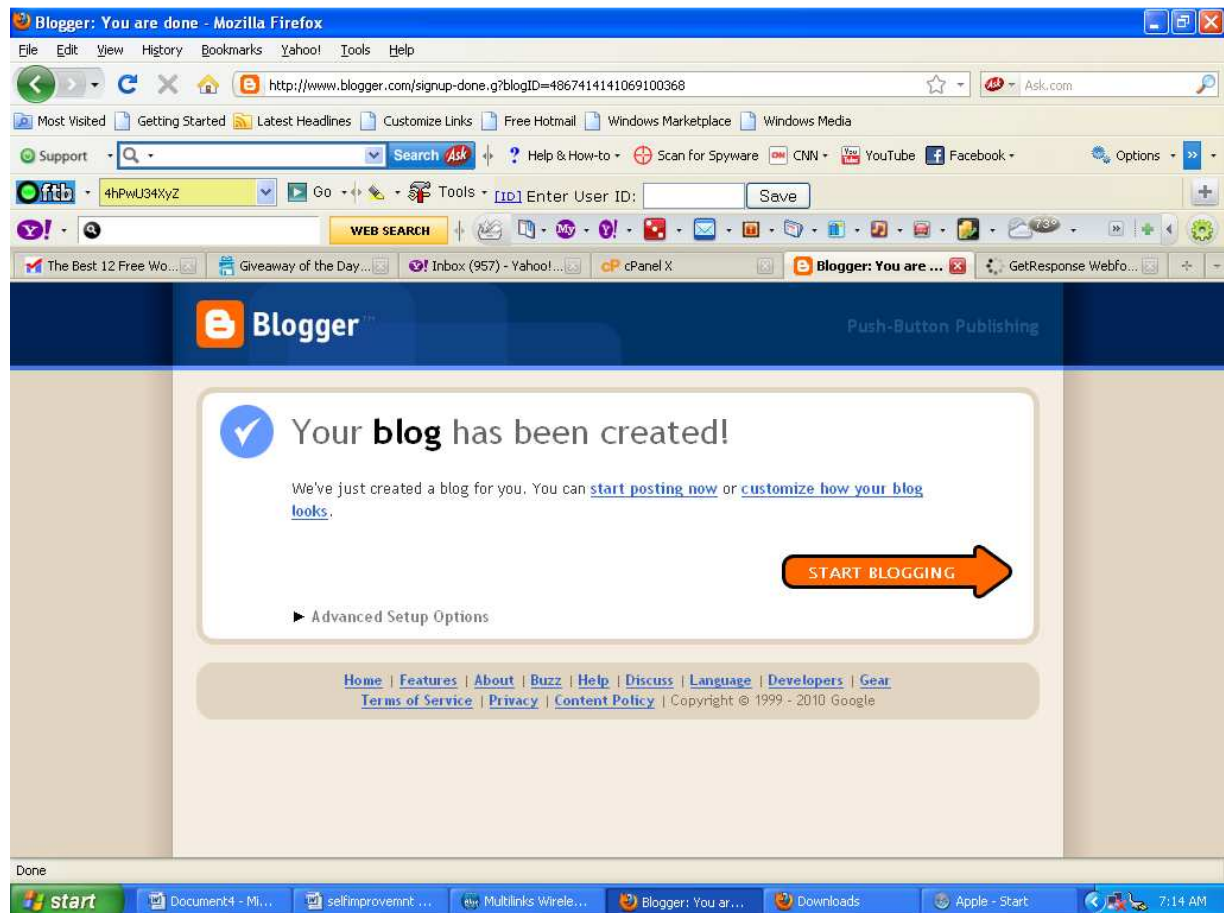 Blogger: You are done - Mozilla Firefox
File Edit View History Bookmarks Yahoo! Tools Help
http://www.blogger.com/signup-done.g?blogID=4867414141069100368 Ask.com
Most Visited Getting Started Latest Headlines Customize Links Free Hotmail Windows Marketplace Windows Media
Support Search Ask ? Help & How-to Scan for Spyware CNN YouTube Facebook Options »
ftb 4hPwU34XyZ Go Tools [ID] Enter User ID: Save +
Y! WEB SEARCH My Y! 73° »
The Best 12 Free Wo... Giveaway of the Day... Inbox (957) - Yahoo!... cP cPanel X Blogger: You are ... GetResponse Webfo...
Blogger™ Push-Button Publishing
Your blog has been created!
We've just created a blog for you. You can start posting now or customize how your blog
looks.
START BLOGGING
Advanced Setup Options
Home | Features | About | Buzz | Help | Discuss | Language | Developers | Gear
Terms of Service | Privacy | Content Policy | Copyright © 1999 - 2010 Google
Done
start Document4 - Mi... selfimprovemnt ... Multilinks Wirele... Blogger: You ar... Downloads Apple - Start 7:14 AM